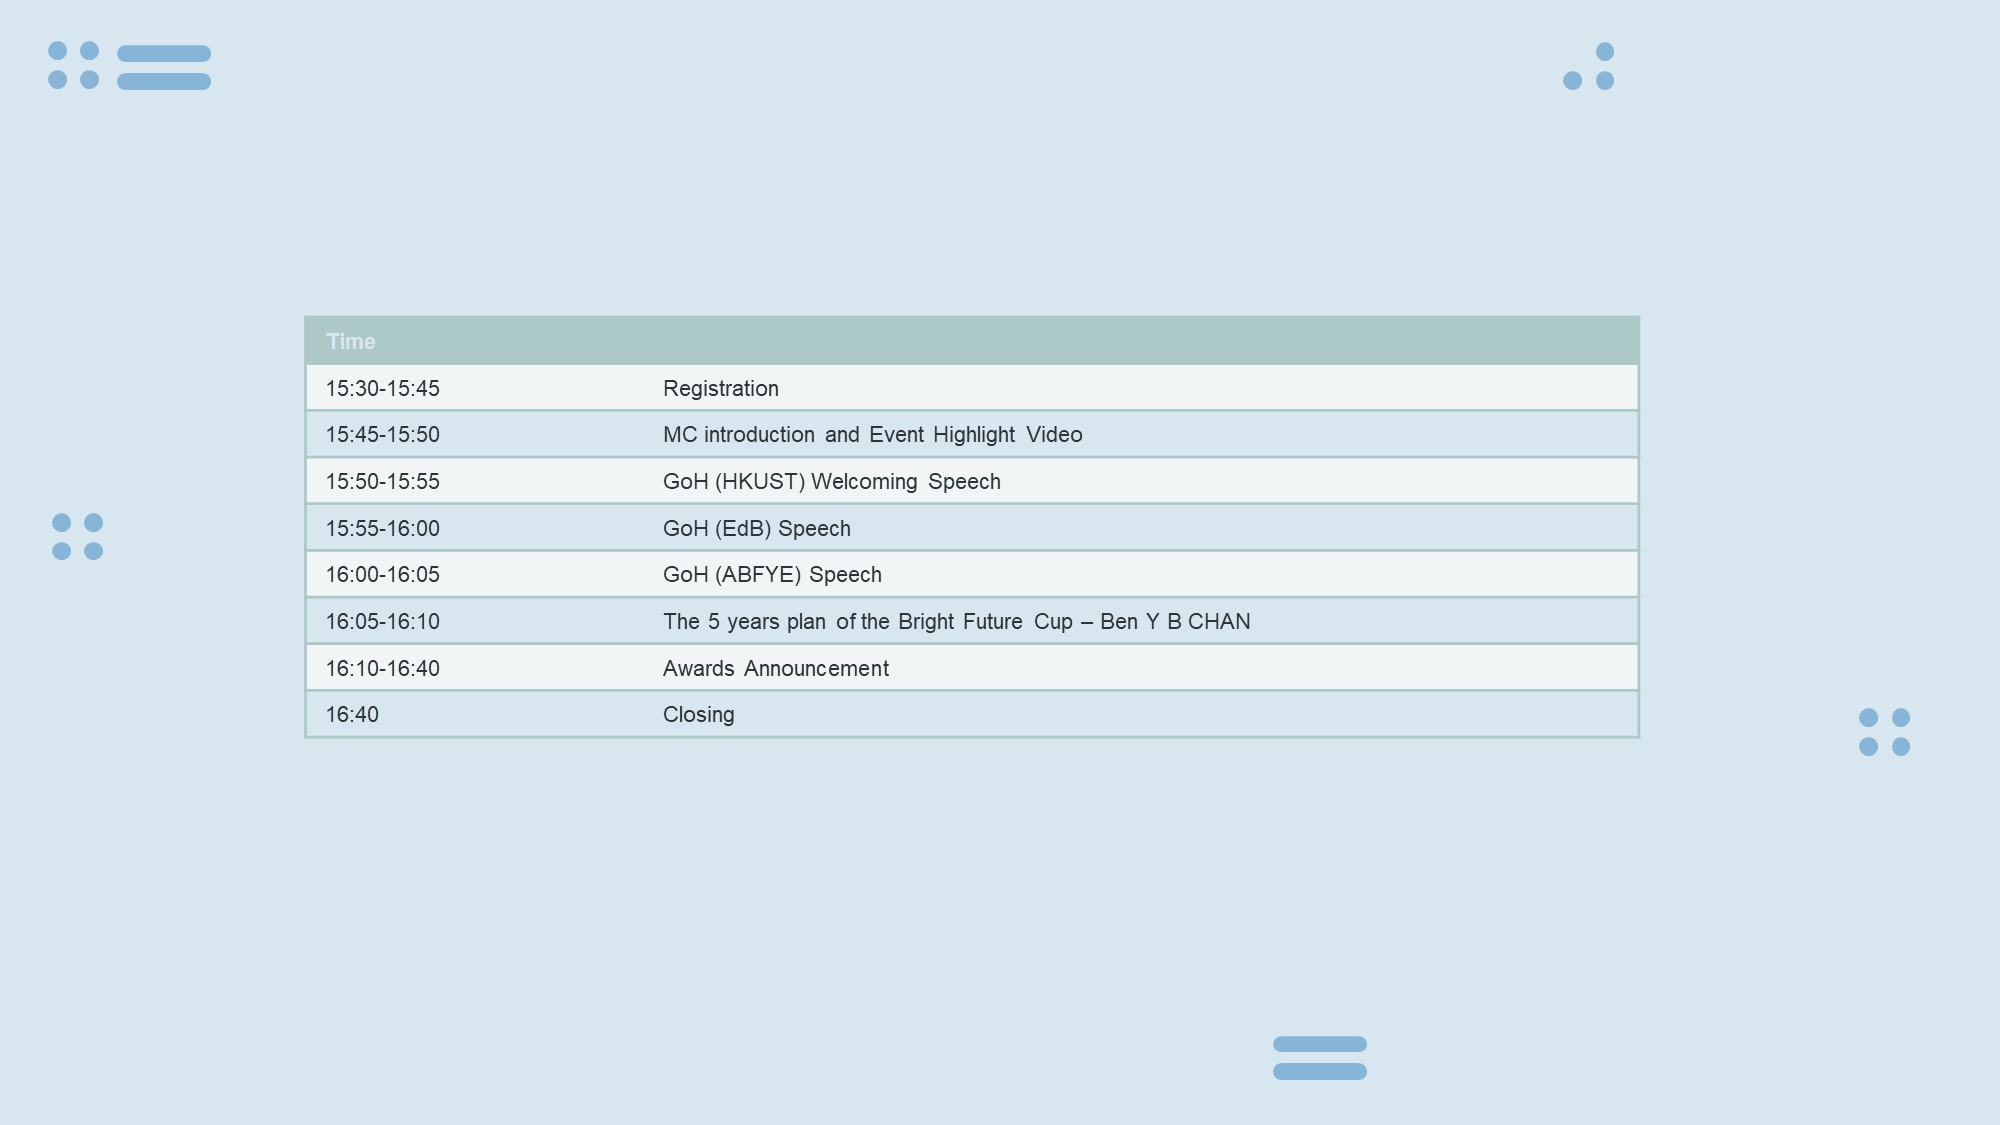 Time
15:30-15:45 Registration
15:45-15:50 MC introduction and Event Highlight Video
15:50-15:55 GoH (HKUST) Welcoming Speech
15:55-16:00 GoH (EdB) Speech
16:00-16:05 GoH (ABFYE) Speech
16:05-16:10 The 5 years plan of the Bright Future Cup – Ben Y B CHAN
16:10-16:40 Awards Announcement
16:40 Closing